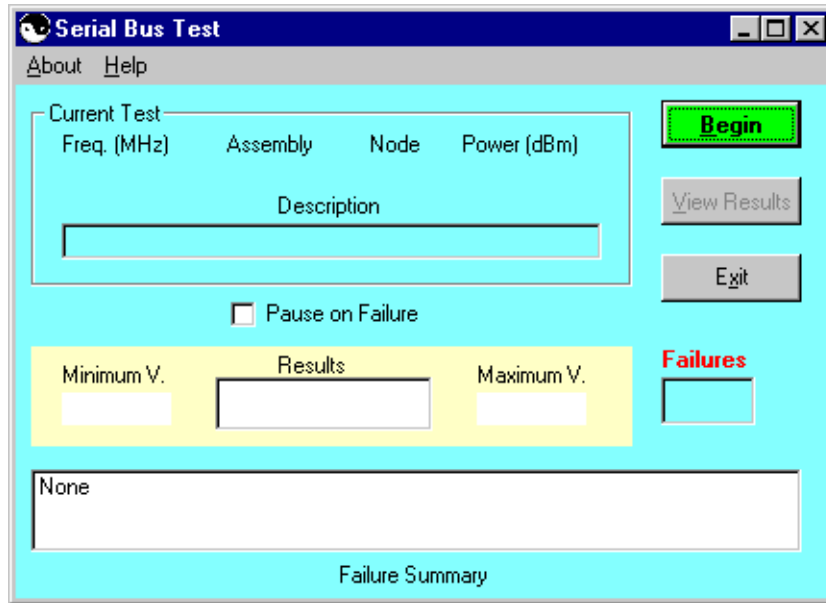 Serial Bus Test
About Help
Current Test
Freq. (MHz) Assembly Node Power (dBm)
Description
Begin
View Results
Exit
Pause on Failure
Minimum V. Results Maximum V.
Failures
None
Failure Summary